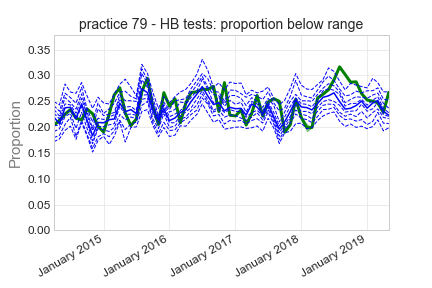 practice 79 - HB tests: proportion below range
Proportion
0.35
0.30
0.25
0.20
0.15
0.10
0.05
0.00
January 2015
January 2016
January 2017
January 2018
January 2019